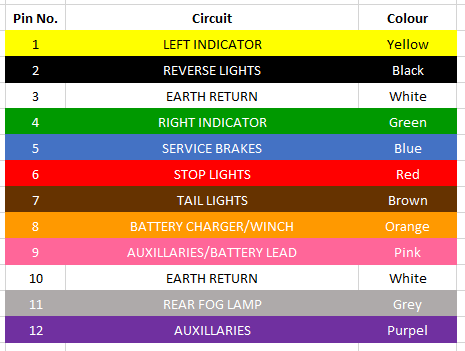 Pin No. Circuit Colour
1 LEFT INDICATOR Yellow
2 REVERSE LIGHTS Black
3 EARTH RETURN White
4 RIGHT INDICATOR Green
5 SERVICE BRAKES Blue
6 STOP LIGHTS Red
7 TAIL LIGHTS Brown
8 BATTERY CHARGER/WINCH Orange
9 AUXILLARIES/BATTERY LEAD Pink
10 EARTH RETURN White
11 REAR FOG LAMP Grey
12 AUXILLARIES Purpel